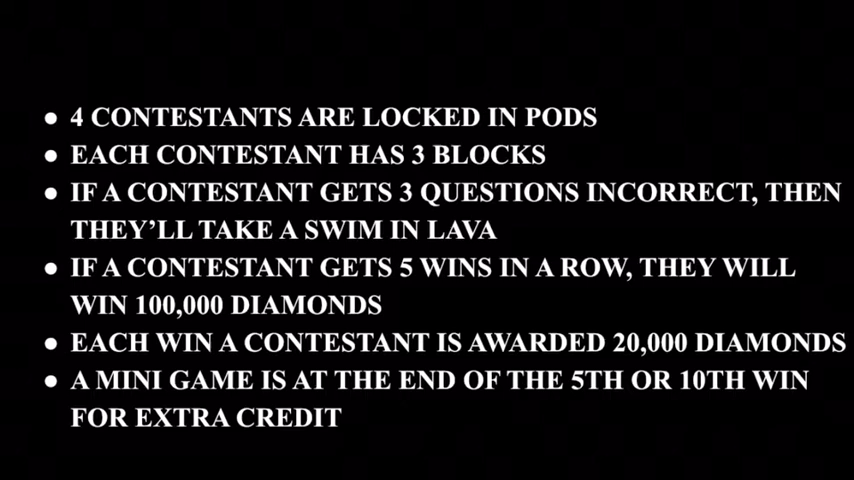 ● 4 CONTESTANTS ARE LOCKED IN PODS
● EACH CONTESTANT HAS 3 BLOCKS
● IF A CONTESTANT GETS 3 QUESTIONS INCORRECT, THEN
THEY'LL TAKE A SWIM IN LAVA
● IF A CONTESTANT GETS 5 WINS IN A ROW, THEY WILL
WIN 100,000 DIAMONDS
● EACH WIN A CONTESTANT IS AWARDED 20,000 DIAMONDS
● A MINI GAME IS AT THE END OF THE 5TH OR 10TH WIN
FOR EXTRA CREDIT